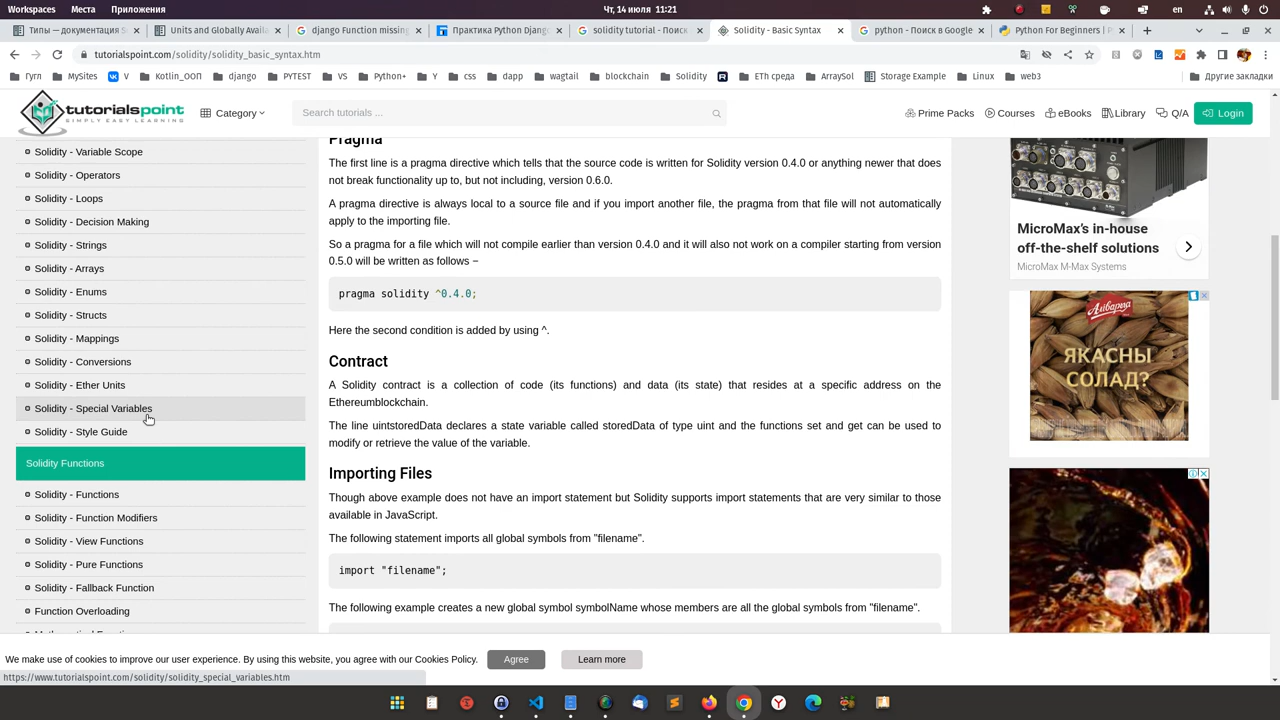 Workspaces Места Приложения Чт, 14 июля 11:21 en
Типы — документация S
Units and Globally Availa
django Function missing
Практика Python Djang
solidity tutorial - Поиск
Solidity - Basic Syntax
python - Поиск в Google
Python For Beginners | P
tutorialspoint.com/solidity/solidity_basic_syntax.htm
Гугл MySites V Kotlin_ООП django PYTEST VS Python+ Y css dapp wagtail blockchain Solidity R ETh среда ArraySol Storage Example Linux web3 Другие закладки
tutorialspoint
SIMPLY EASY LEARNING
Category
Search tutorials ...
Prime Packs Courses eBooks Library Q/A Login
Solidity - Variable Scope
Solidity - Operators
Solidity - Loops
Solidity - Decision Making
Solidity - Strings
Solidity - Arrays
Solidity - Enums
Solidity - Structs
Solidity - Mappings
Solidity - Conversions
Solidity - Ether Units
Solidity - Special Variables
Solidity - Style Guide
Solidity Functions
Solidity - Functions
Solidity - Function Modifiers
Solidity - View Functions
Solidity - Pure Functions
Solidity - Fallback Function
Function Overloading
Pragma
The first line is a pragma directive which tells that the source code is written for Solidity version 0.4.0 or anything newer that does
not break functionality up to, but not including, version 0.6.0.
A pragma directive is always local to a source file and if you import another file, the pragma from that file will not automatically
apply to the importing file.
So a pragma for a file which will not compile earlier than version 0.4.0 and it will also not work on a compiler starting from version
0.5.0 will be written as follows −
pragma solidity ^0.4.0;
Here the second condition is added by using ^.
Contract
A Solidity contract is a collection of code (its functions) and data (its state) that resides at a specific address on the
Ethereumblockchain.
The line uintstoredData declares a state variable called storedData of type uint and the functions set and get can be used to
modify or retrieve the value of the variable.
Importing Files
Though above example does not have an import statement but Solidity supports import statements that are very similar to those
available in JavaScript.
The following statement imports all global symbols from "filename".
import "filename";
The following example creates a new global symbol symbolName whose members are all the global symbols from "filename".
MicroMax's in-house
off-the-shelf solutions
MicroMax M-Max Systems
Аліварыя
ЯКАСНЫ
СОЛАД?
We make use of cookies to improve our user experience. By using this website, you agree with our Cookies Policy. Agree Learn more
https://www.tutorialspoint.com/solidity/solidity_special_variables.htm